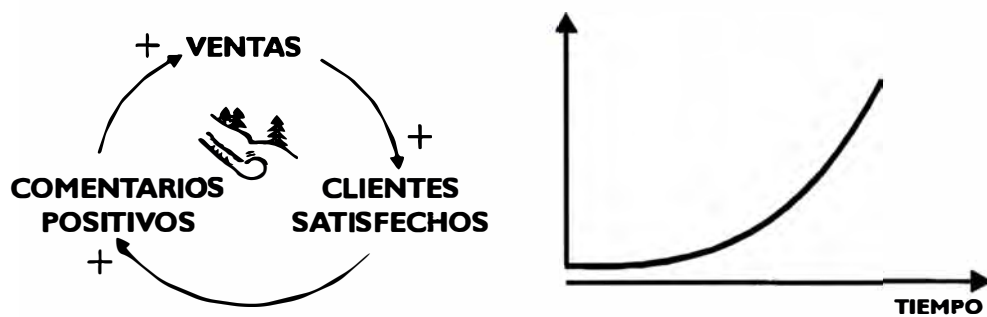 + VENTAS
+
COMENTARIOS
POSITIVOS
+
CLIENTES
SATISFECHOS
TIEMPO